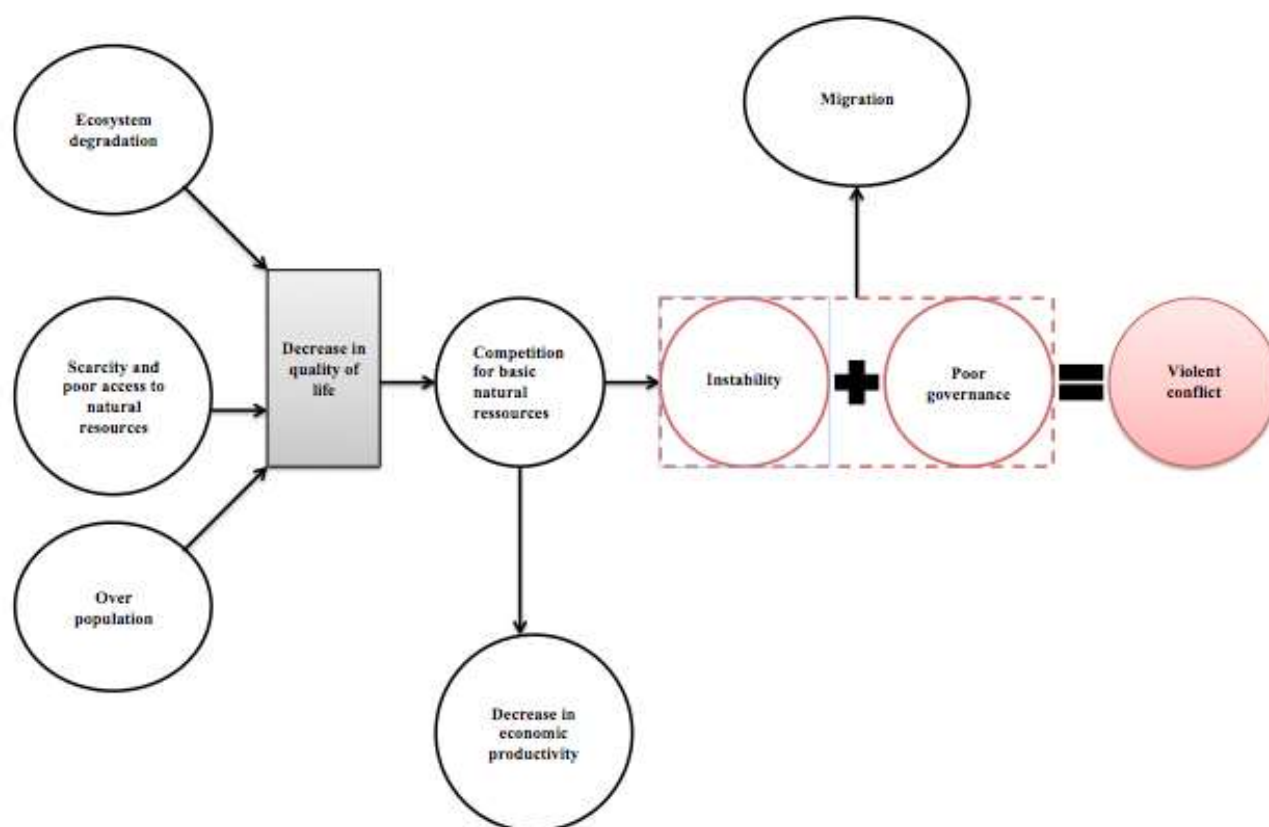 Ecosystem
degradation
Scarcity and
poor access to
natural
resources
Over
population
Decrease in
quality of
life
Competition
for basic
natural
ressources
Decrease in
economic
productivity
Migration
Instability
Poor
governance
Violent
conflict